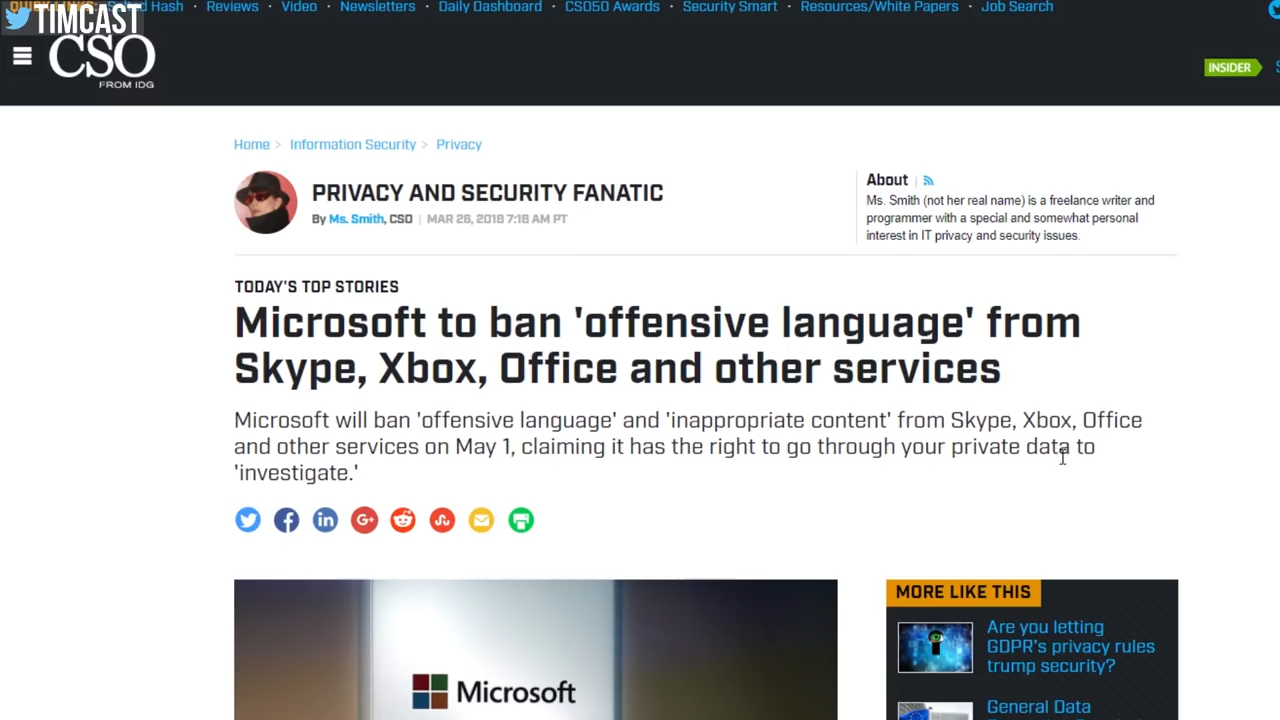 TIMCAST
Hash · Reviews · Video · Newsletters · Daily Dashboard · CSO50 Awards · Security Smart · Resources/White Papers · Job Search
CSO
FROM IDG
INSIDER
Home > Information Security > Privacy
PRIVACY AND SECURITY FANATIC
By Ms. Smith, CSO | MAR 26, 2018 7:18 AM PT
About |
Ms. Smith (not her real name) is a freelance writer and
programmer with a special and somewhat personal
interest in IT privacy and security issues.
TODAY'S TOP STORIES
Microsoft to ban 'offensive language' from
Skype, Xbox, Office and other services
Microsoft will ban 'offensive language' and 'inappropriate content' from Skype, Xbox, Office
and other services on May 1, claiming it has the right to go through your private data to
'investigate.'
Microsoft
MORE LIKE THIS
Are you letting
GDPR's privacy rules
trump security?
General Data